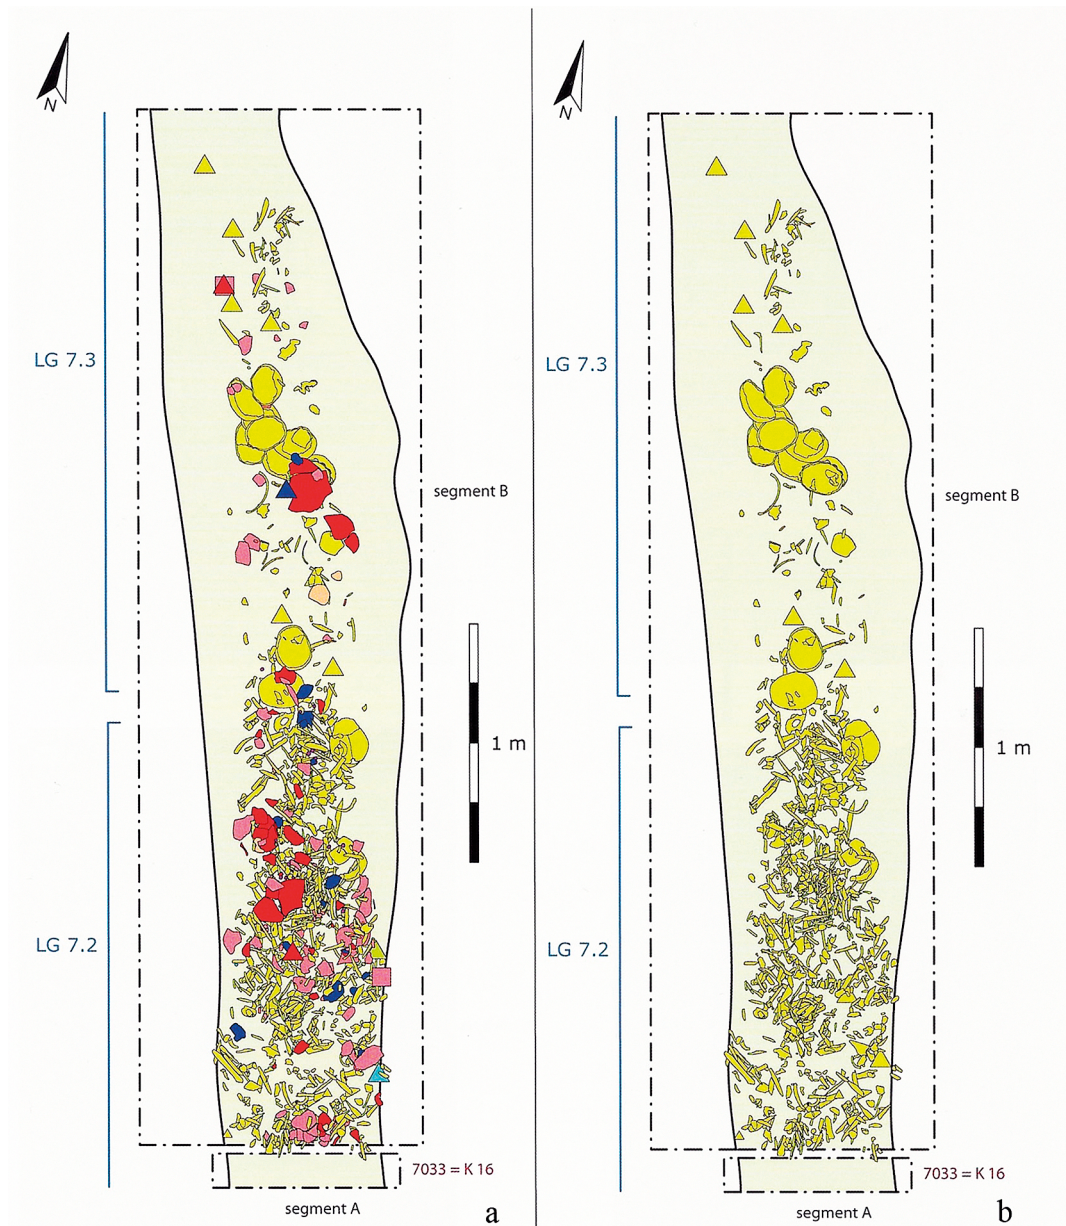 N
LG 7.3
segment B
1 m
LG 7.2
7033 = K 16
segment A
a
N
LG 7.3
segment B
1 m
LG 7.2
7033 = K 16
segment A
b